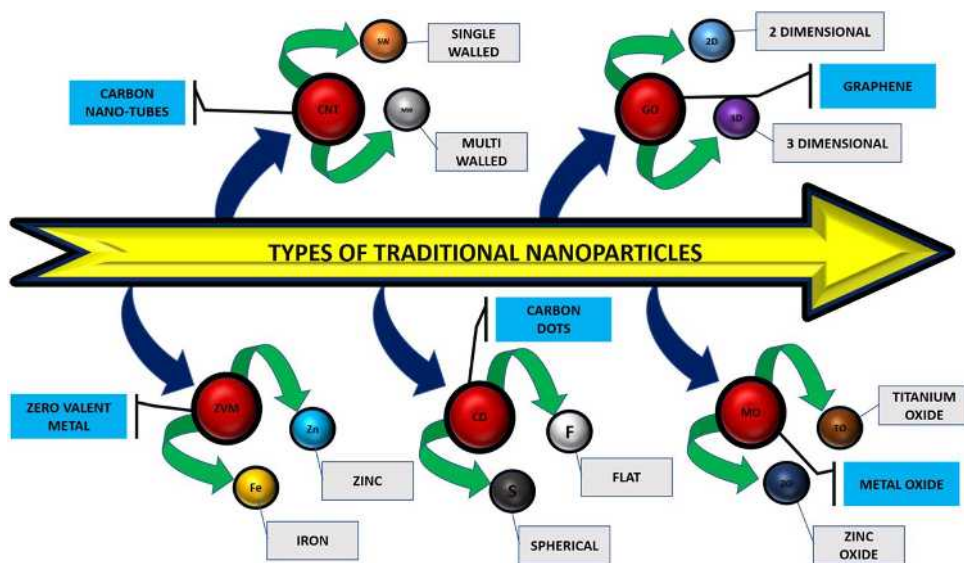 SW
SINGLE
WALLED
CARBON
NANO-TUBES
CNT
MW
MULTI
WALLED
2D
2 DIMENSIONAL
GRAPHENE
GO
3D
3 DIMENSIONAL
TYPES OF TRADITIONAL NANOPARTICLES
ZERO VALENT
METAL
ZVM
Zn
ZINC
Fe
IRON
CARBON
DOTS
CD
F
FLAT
S
SPHERICAL
MO
TO
TITANIUM
OXIDE
METAL OXIDE
ZO
ZINC
OXIDE